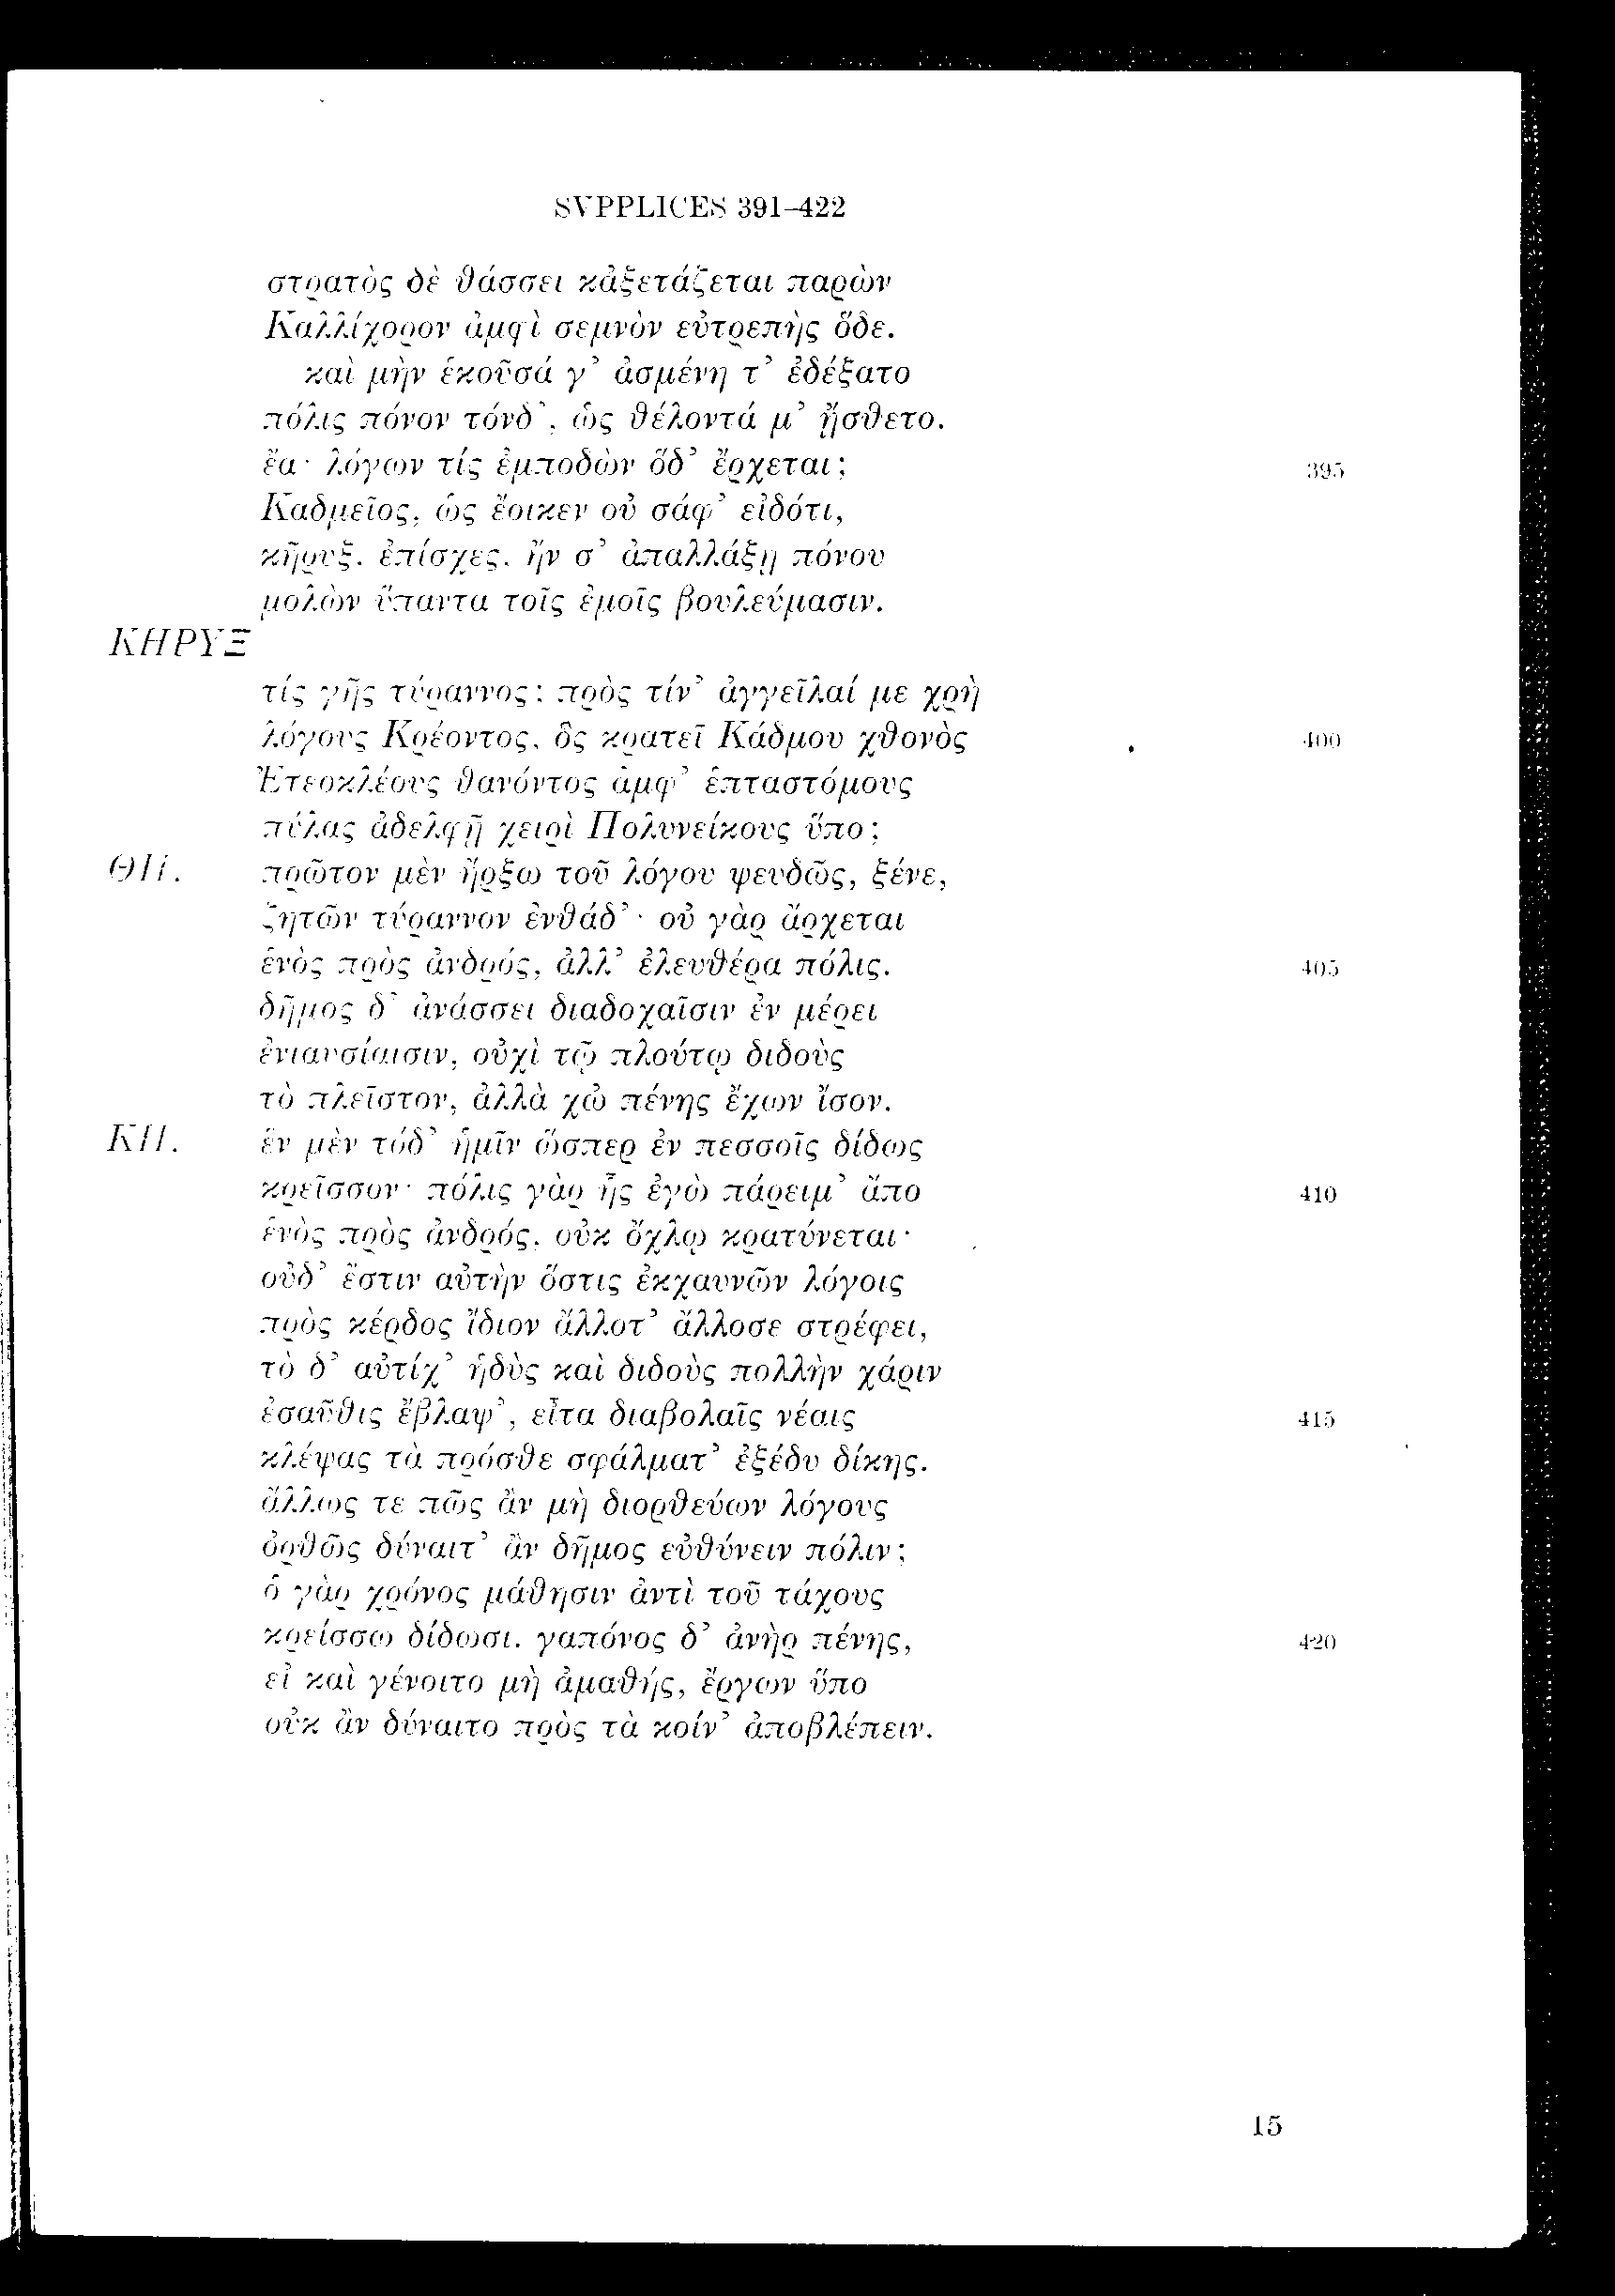 SVPPLICES 391–422
στρατὸς δὲ θάσσει κἀξετάζεται παρὼν
Καλλίχορον ἀμφὶ σεμνὸν εὐτρεπὴς ὅδε.
καὶ μὴν ἑκοῦσά γ' ἀσμένη τ' ἐδέξατο
πόλις πόνον τόνδ', ὡς θέλοντά μ' ᾔσθετο.
ἔα· λόγων τίς ἐμποδὼν ὅδ' ἔρχεται; 395
Καδμεῖος, ὡς ἔοικεν οὐ σάφ' εἰδότι,
κῆρυξ. ἐπίσχες, ἤν σ' ἀπαλλάξῃ πόνου
μολὼν ὕπαντα τοῖς ἐμοῖς βουλεύμασιν.
ΚΗΡΥΞ
τίς γῆς τύραννος; πρὸς τίν' ἀγγεῖλαί με χρὴ
λόγους Κρέοντος, ὃς κρατεῖ Κάδμου χθονὸς 400
Ἐτεοκλέους θανόντος ἀμφ' ἑπταστόμους
πύλας ἀδελφῇ χειρὶ Πολυνείκους ὕπο;
ΘΗ. πρῶτον μὲν ἤρξω τοῦ λόγου ψευδῶς, ξένε,
ζητῶν τύραννον ἐνθάδ'· οὐ γὰρ ἄρχεται
ἑνὸς πρὸς ἀνδρός, ἀλλ' ἐλευθέρα πόλις. 405
δῆμος δ' ἀνάσσει διαδοχαῖσιν ἐν μέρει
ἐνιαυσίαισιν, οὐχὶ τῷ πλούτῳ διδοὺς
τὸ πλεῖστον, ἀλλὰ χὠ πένης ἔχων ἴσον.
ΚΗ. ἓν μὲν τόδ' ἡμῖν ὥσπερ ἐν πεσσοῖς δίδως
κρεῖσσον· πόλις γὰρ ἧς ἐγὼ πάρειμ' ἄπο 410
ἑνὸς πρὸς ἀνδρός, οὐκ ὄχλῳ κρατύνεται·
οὐδ' ἔστιν αὐτὴν ὅστις ἐκχαυνῶν λόγοις
πρὸς κέρδος ἴδιον ἄλλοτ' ἄλλοσε στρέφει,
τὸ δ' αὐτίχ' ἡδὺς καὶ διδοὺς πολλὴν χάριν
ἐσαῦθις ἔβλαψ', εἶτα διαβολαῖς νέαις 415
κλέψας τὰ πρόσθε σφάλματ' ἐξέδυ δίκης.
ἄλλως τε πῶς ἂν μὴ διορθεύων λόγους
ὀρθῶς δύναιτ' ἂν δῆμος εὐθύνειν πόλιν;
ὁ γὰρ χρόνος μάθησιν ἀντὶ τοῦ τάχους
κρείσσω δίδωσι. γαπόνος δ' ἀνὴρ πένης, 420
εἰ καὶ γένοιτο μὴ ἀμαθής, ἔργων ὕπο
οὐκ ἂν δύναιτο πρὸς τὰ κοίν' ἀποβλέπειν.
15